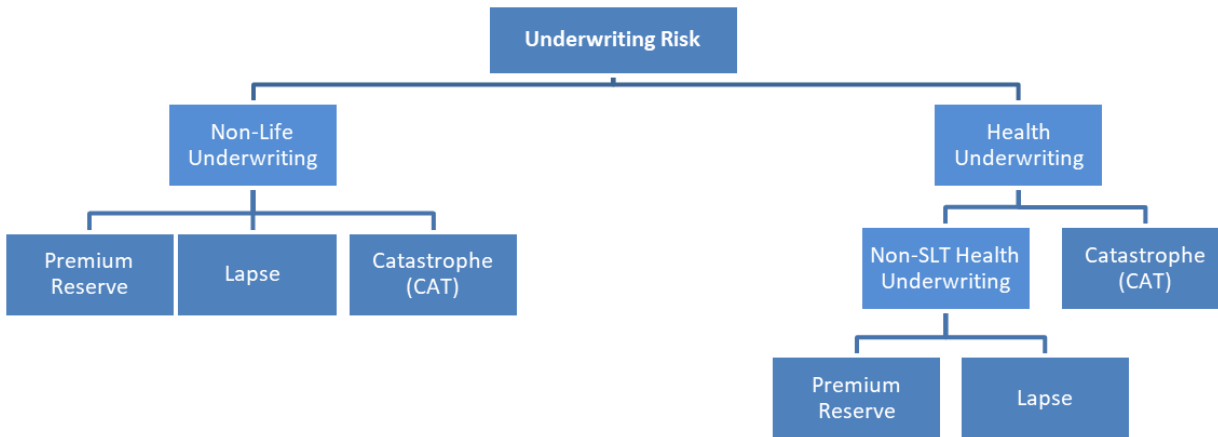 Underwriting Risk
Non-Life
Underwriting
Health
Underwriting
Premium
Reserve
Lapse
Catastrophe
(CAT)
Non-SLT Health
Underwriting
Catastrophe
(CAT)
Premium
Reserve
Lapse